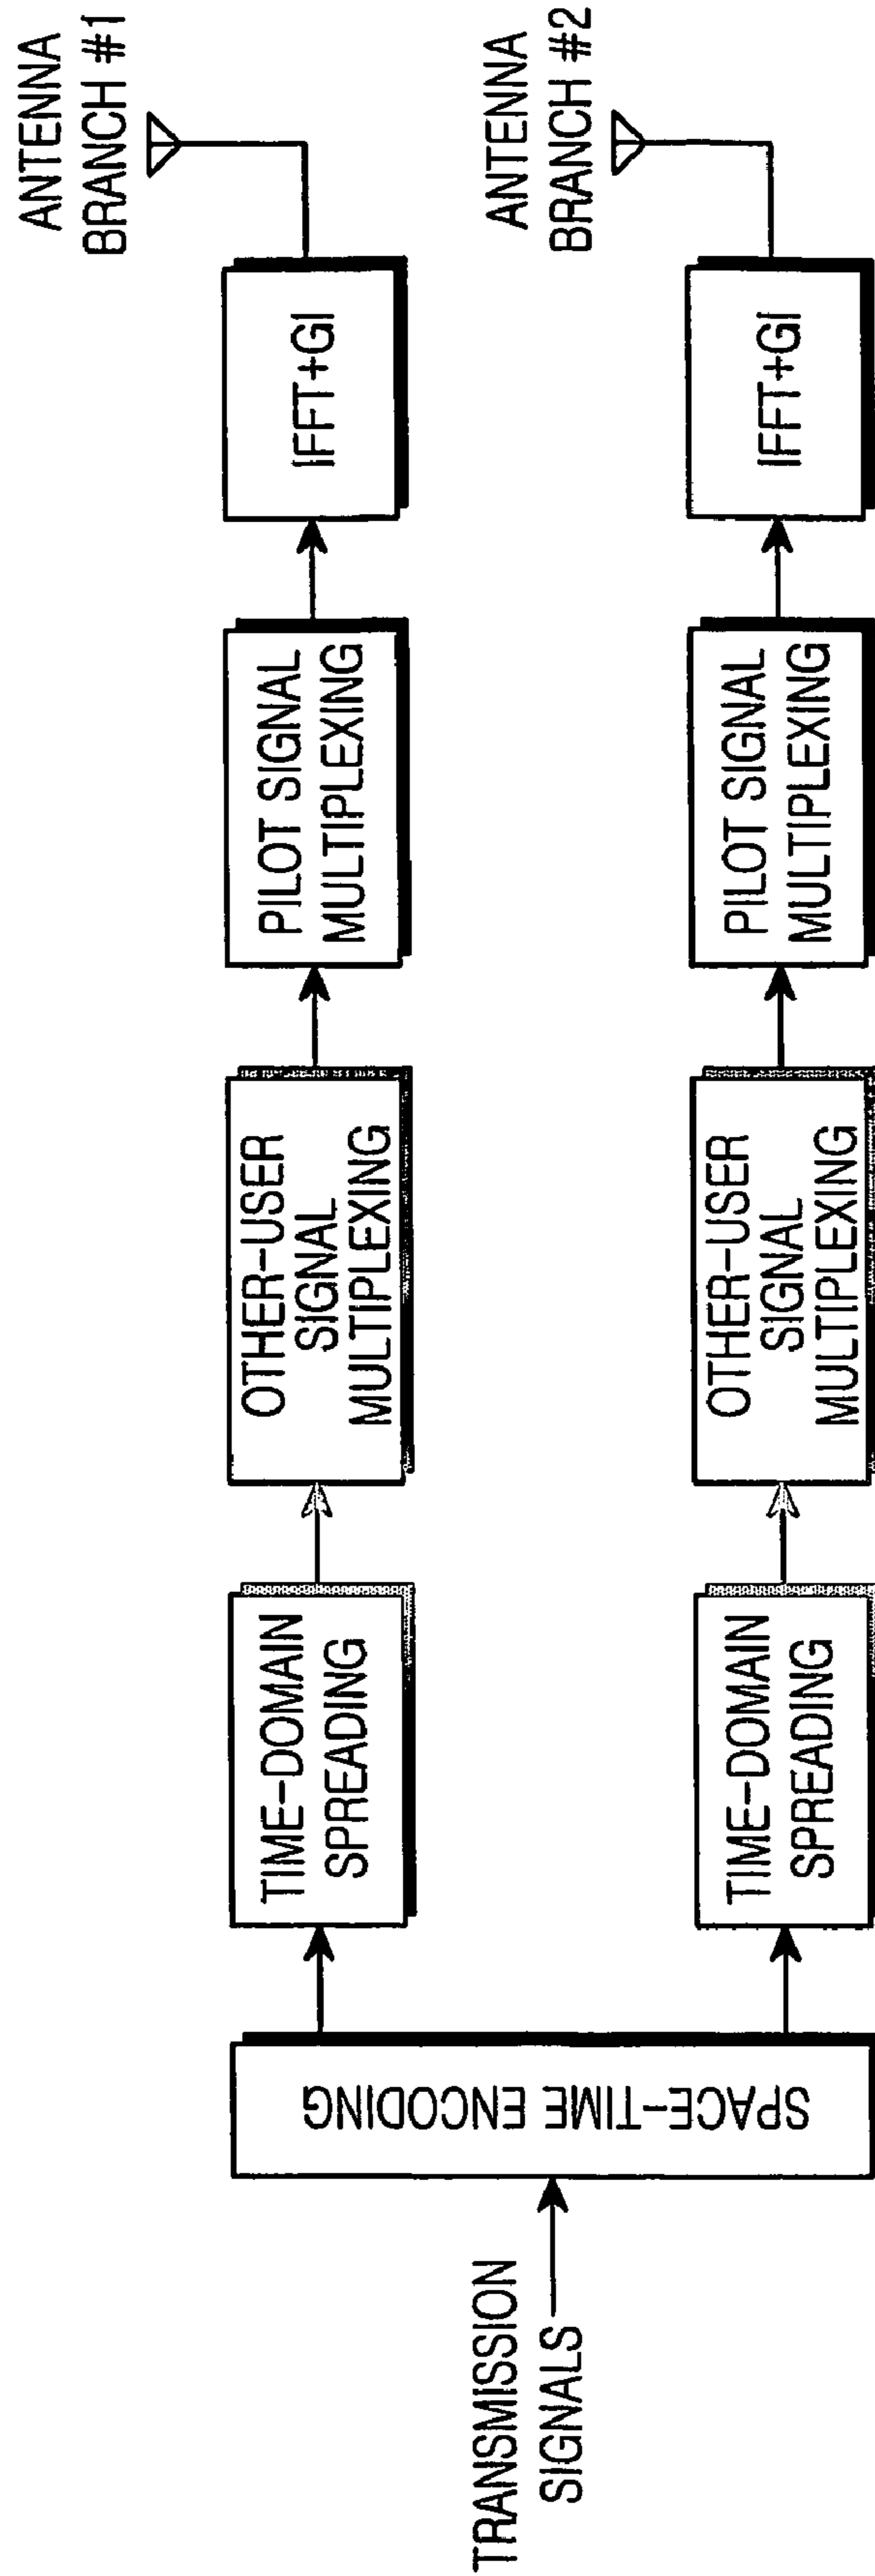 TRANSMISSION
SIGNALS
SPACE-TIME ENCODING
TIME-DOMAIN
SPREADING
OTHER-USER
SIGNAL
MULTIPLEXING
PILOT SIGNAL
MULTIPLEXING
IFFT+GI
ANTENNA
BRANCH #1
TIME-DOMAIN
SPREADING
OTHER-USER
SIGNAL
MULTIPLEXING
PILOT SIGNAL
MULTIPLEXING
IFFT+GI
ANTENNA
BRANCH #2